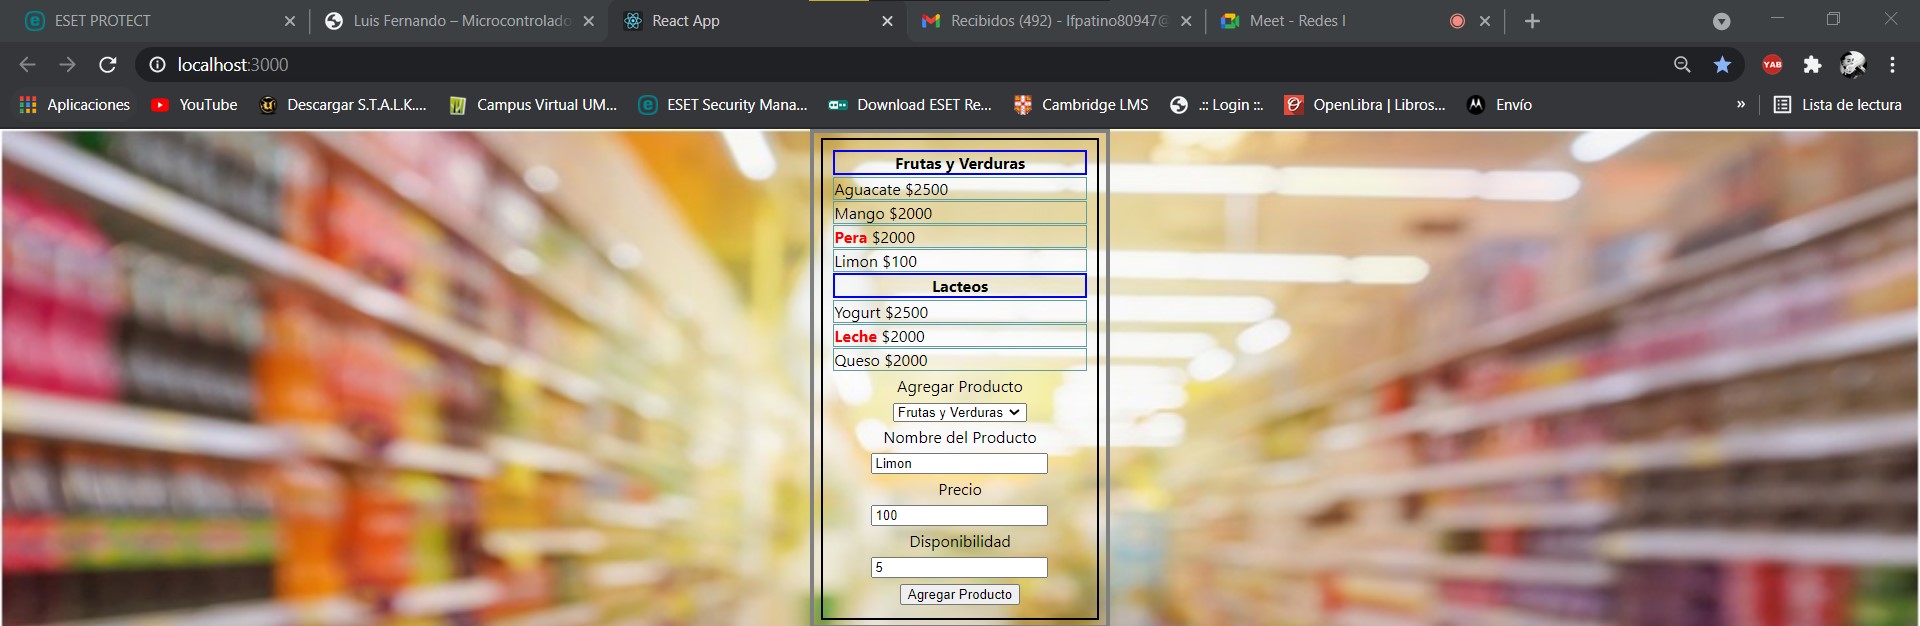 ESET PROTECT
Luis Fernando – Microcontrolado
React App
Recibidos (492) - lfpatino80947@
Meet - Redes I
localhost:3000
YAB
Aplicaciones
YouTube
Descargar S.T.A.L.K....
Campus Virtual UM...
ESET Security Mana...
Download ESET Re...
Cambridge LMS
.:: Login ::.
OpenLibra | Libros...
Envío
»
Lista de lectura
Frutas y Verduras
Aguacate $2500
Mango $2000
Pera $2000
Limon $100
Lacteos
Yogurt $2500
Leche $2000
Queso $2000
Agregar Producto
Frutas y Verduras
Nombre del Producto
Limon
Precio
100
Disponibilidad
5
Agregar Producto